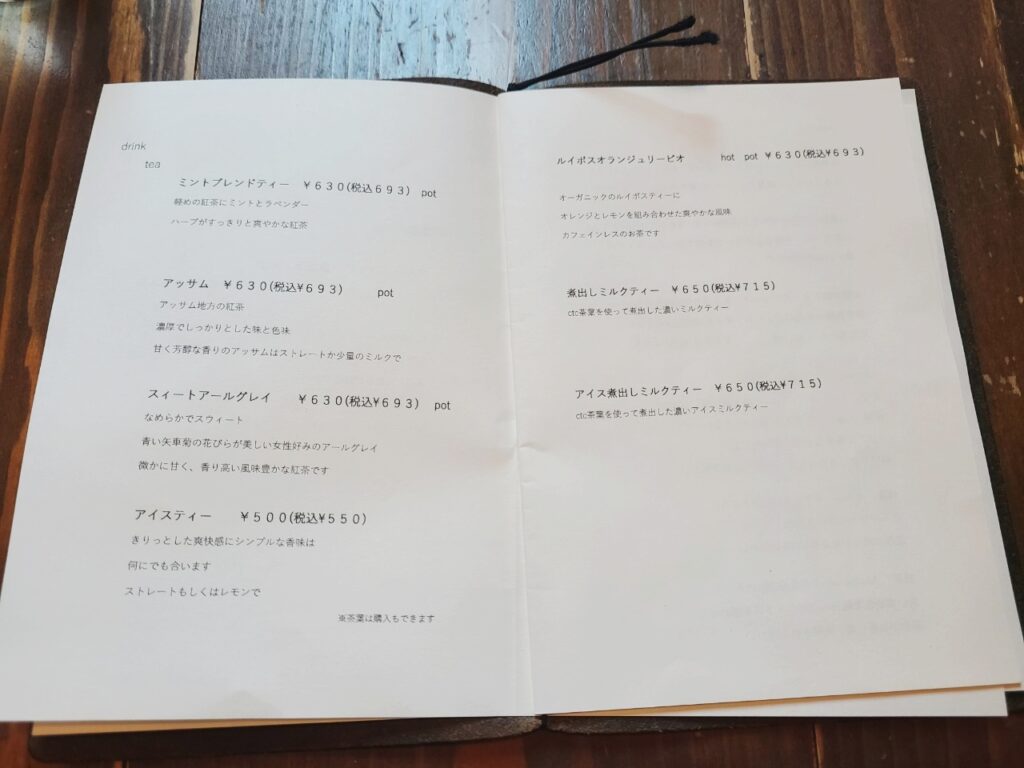 drink
tea
ミントブレンドティー ￥６３０(税込６９３) pot
軽めの紅茶にミントとラベンダー
ハーブがすっきりと爽やかな紅茶
アッサム ￥６３０(税込¥６９３) pot
アッサム地方の紅茶
濃厚でしっかりとした味と色味
甘く芳醇な香りのアッサムはストレートか少量のミルクで
スィートアールグレイ ￥６３０(税込¥６９３) pot
なめらかでスウィート
青い矢車菊の花びらが美しい女性好みのアールグレイ
微かに甘く、香り高い風味豊かな紅茶です
アイスティー ￥５００(税込¥５５０)
きりっとした爽快感にシンプルな香味は
何にでも合います
ストレートもしくはレモンで
※茶葉は購入もできます
ルイボスオランジュリービオ hot pot ￥６３０(税込¥６９３)
オーガニックのルイボスティーに
オレンジとレモンを組み合わせた爽やかな風味
カフェインレスのお茶です
煮出しミルクティー ￥６５０(税込¥７１５)
ctc茶葉を使って煮出した濃いミルクティー
アイス煮出しミルクティー ￥６５０(税込¥７１５)
ctc茶葉を使って煮出した濃いアイスミルクティー